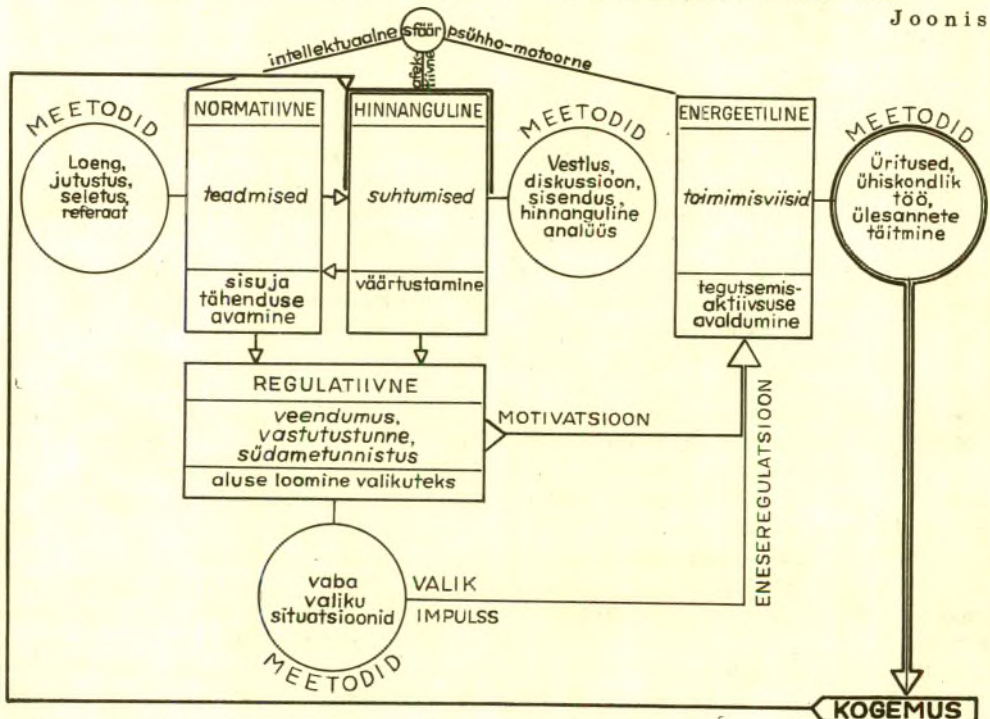 Joonis
intellektuaalne
sfäär
psühho-motoorne
afek-
tiivne
MEETODID
Loeng,
jutustus,
seletus,
referaat
NORMATIIVNE
teadmised
sisu ja
tähenduse
avamine
HINNANGULINE
suhtumised
väärtustamine
MEETODID
Vestlus,
diskussioon,
sisendus,
hinnanguline
analüüs
ENERGEETILINE
toimimisviisid
tegutsemis-
aktiivsuse
avaldumine
MEETODID
Üritused,
ühiskondlik
töö,
ülesannete
täitmine
REGULATIIVNE
veendumus,
vastutustunne,
südametunnistus
aluse loomine valikuteks
MOTIVATSIOON
ENESEREGULATSIOON
vaba
valiku
situatsioonid
MEETODID
VALIK
IMPULSS
KOGEMUS